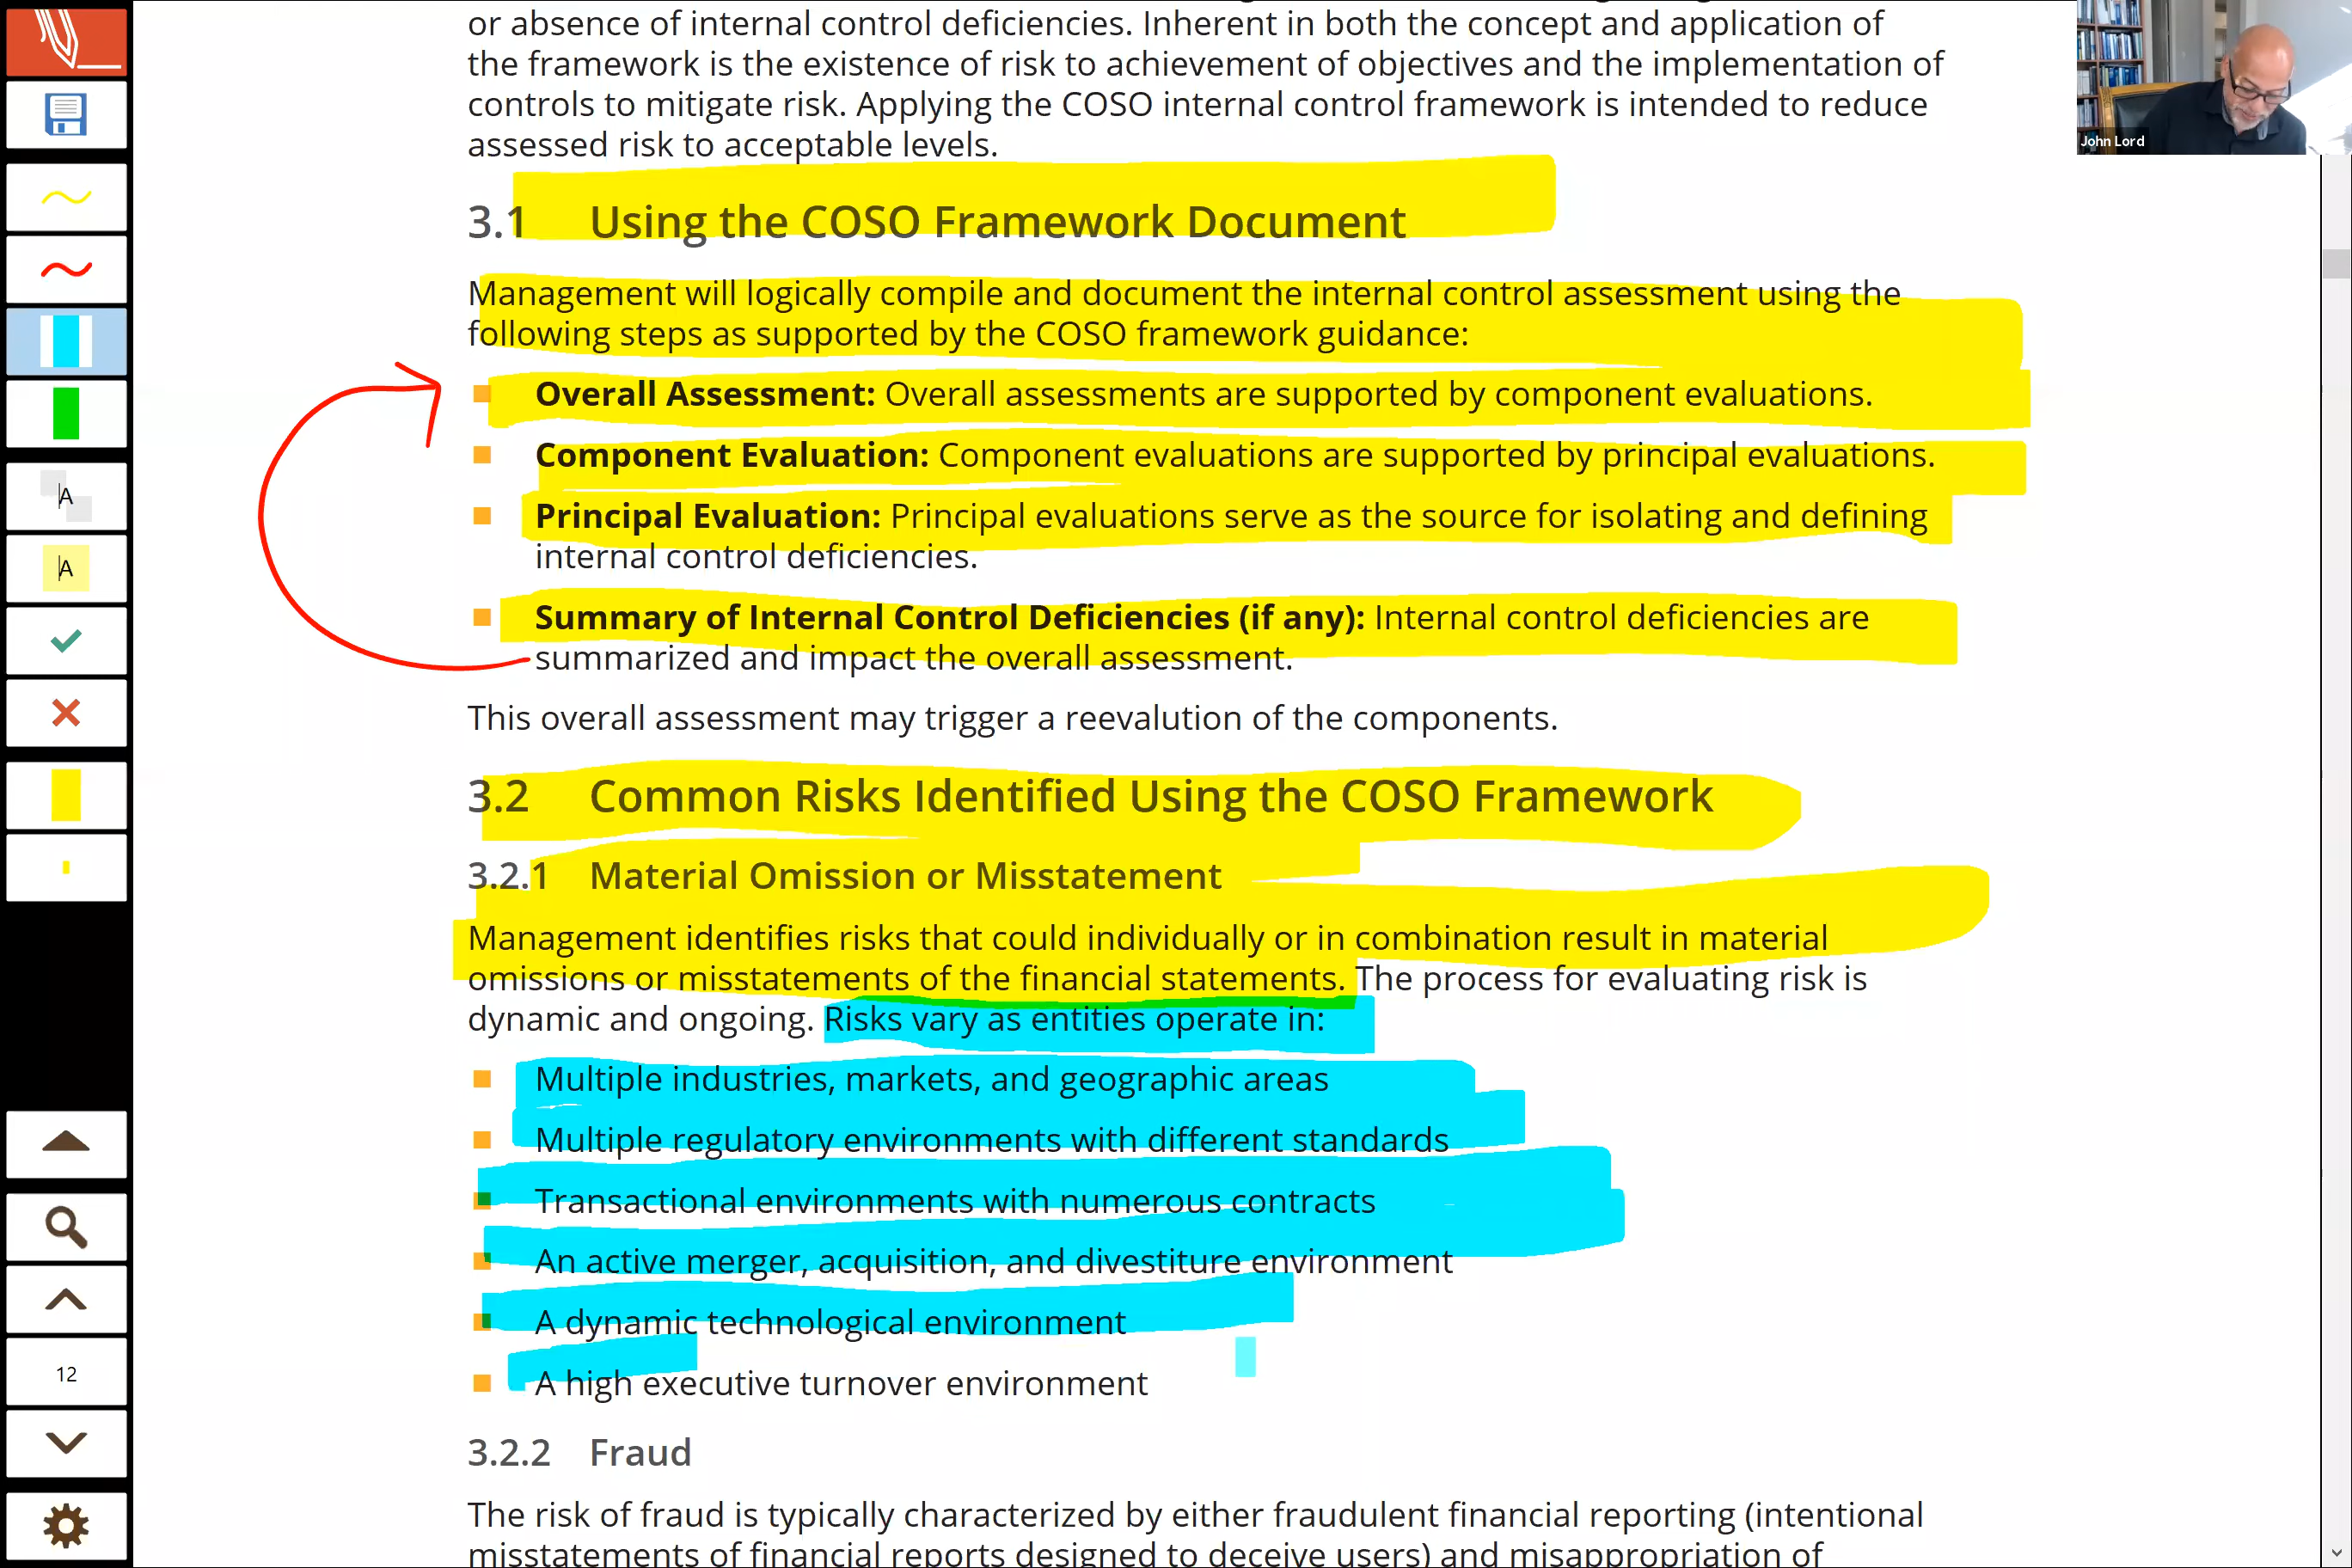 or absence of internal control deficiencies. Inherent in both the concept and application of
the framework is the existence of risk to achievement of objectives and the implementation of
controls to mitigate risk. Applying the COSO internal control framework is intended to reduce
assessed risk to acceptable levels.
John Lord
3.1 Using the COSO Framework Document
Management will logically compile and document the internal control assessment using the
following steps as supported by the COSO framework guidance:
Overall Assessment: Overall assessments are supported by component evaluations.
Component Evaluation: Component evaluations are supported by principal evaluations.
Principal Evaluation: Principal evaluations serve as the source for isolating and defining
internal control deficiencies.
Summary of Internal Control Deficiencies (if any): Internal control deficiencies are
summarized and impact the overall assessment.
This overall assessment may trigger a reevalution of the components.
3.2 Common Risks Identified Using the COSO Framework
3.2.1 Material Omission or Misstatement
Management identifies risks that could individually or in combination result in material
omissions or misstatements of the financial statements. The process for evaluating risk is
dynamic and ongoing. Risks vary as entities operate in:
Multiple industries, markets, and geographic areas
Multiple regulatory environments with different standards
Transactional environments with numerous contracts
An active merger, acquisition, and divestiture environment
A dynamic technological environment
A high executive turnover environment
3.2.2 Fraud
The risk of fraud is typically characterized by either fraudulent financial reporting (intentional
misstatements of financial reports designed to deceive users) and misappropriation of
A
A
12